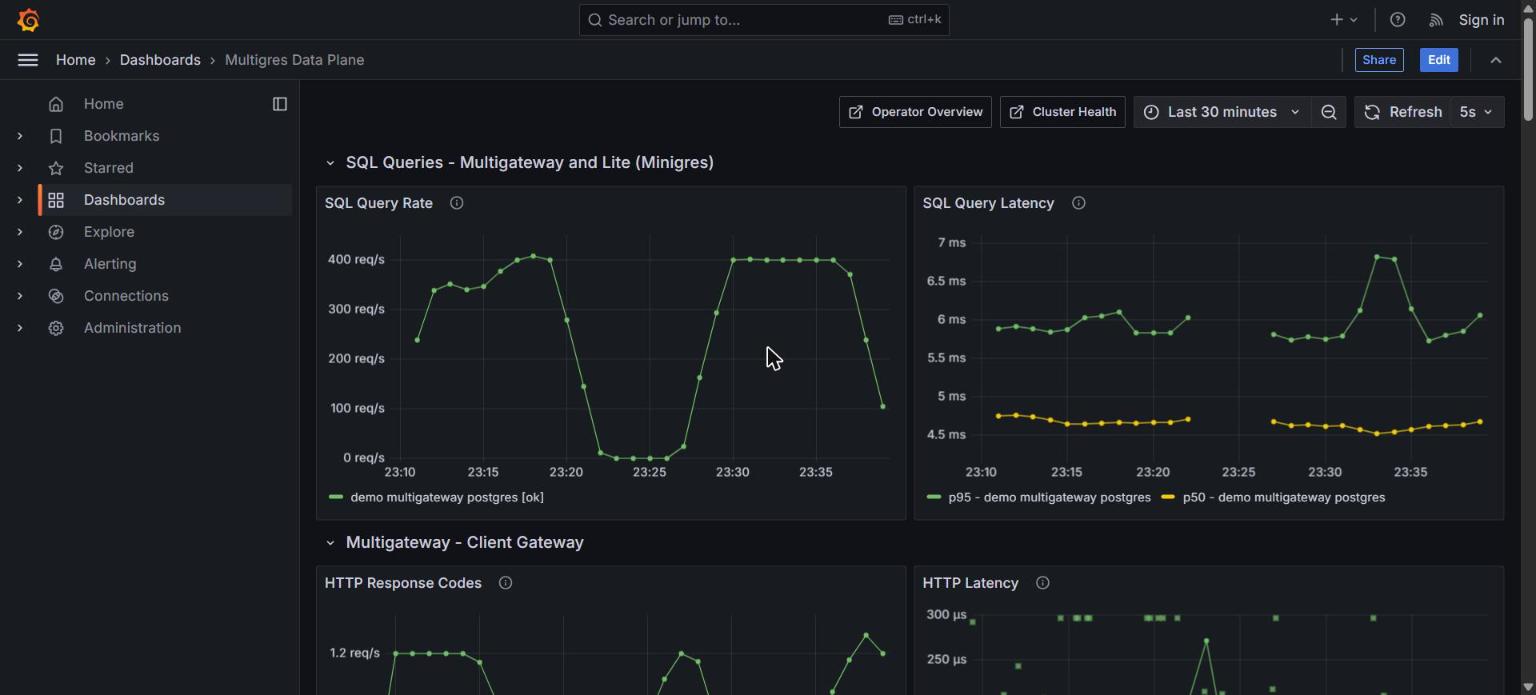 Search or jump to... ctrl+k Sign in
Home › Dashboards › Multigres Data Plane Share Edit
Home
Bookmarks
Starred
Dashboards
Explore
Alerting
Connections
Administration
Operator Overview Cluster Health Last 30 minutes Refresh 5s
SQL Queries - Multigateway and Lite (Minigres)
SQL Query Rate
400 req/s
300 req/s
200 req/s
100 req/s
0 req/s
23:10 23:15 23:20 23:25 23:30 23:35
demo multigateway postgres [ok]
SQL Query Latency
7 ms
6.5 ms
6 ms
5.5 ms
5 ms
4.5 ms
23:10 23:15 23:20 23:25 23:30 23:35
p95 - demo multigateway postgres p50 - demo multigateway postgres
Multigateway - Client Gateway
HTTP Response Codes
1.2 req/s
HTTP Latency
300 µs
250 µs